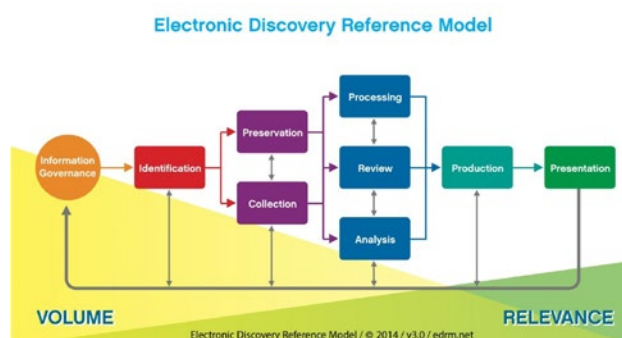 Electronic Discovery Reference Model
Information
Governance
Identification
Preservation
Collection
Processing
Review
Analysis
Production
Presentation
VOLUME
RELEVANCE
Electronic Discovery Reference Model / © 2014 / v3.0 / edrm.net